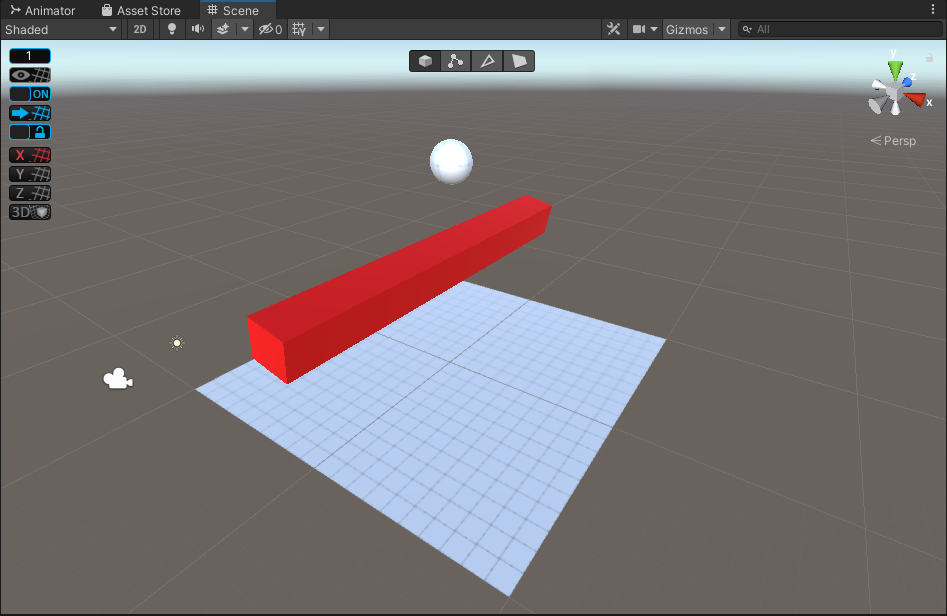 Animator Asset Store Scene
Shaded 2D 0 Gizmos All
1
ON
X
Y
Z
3D
y
z
x
Persp